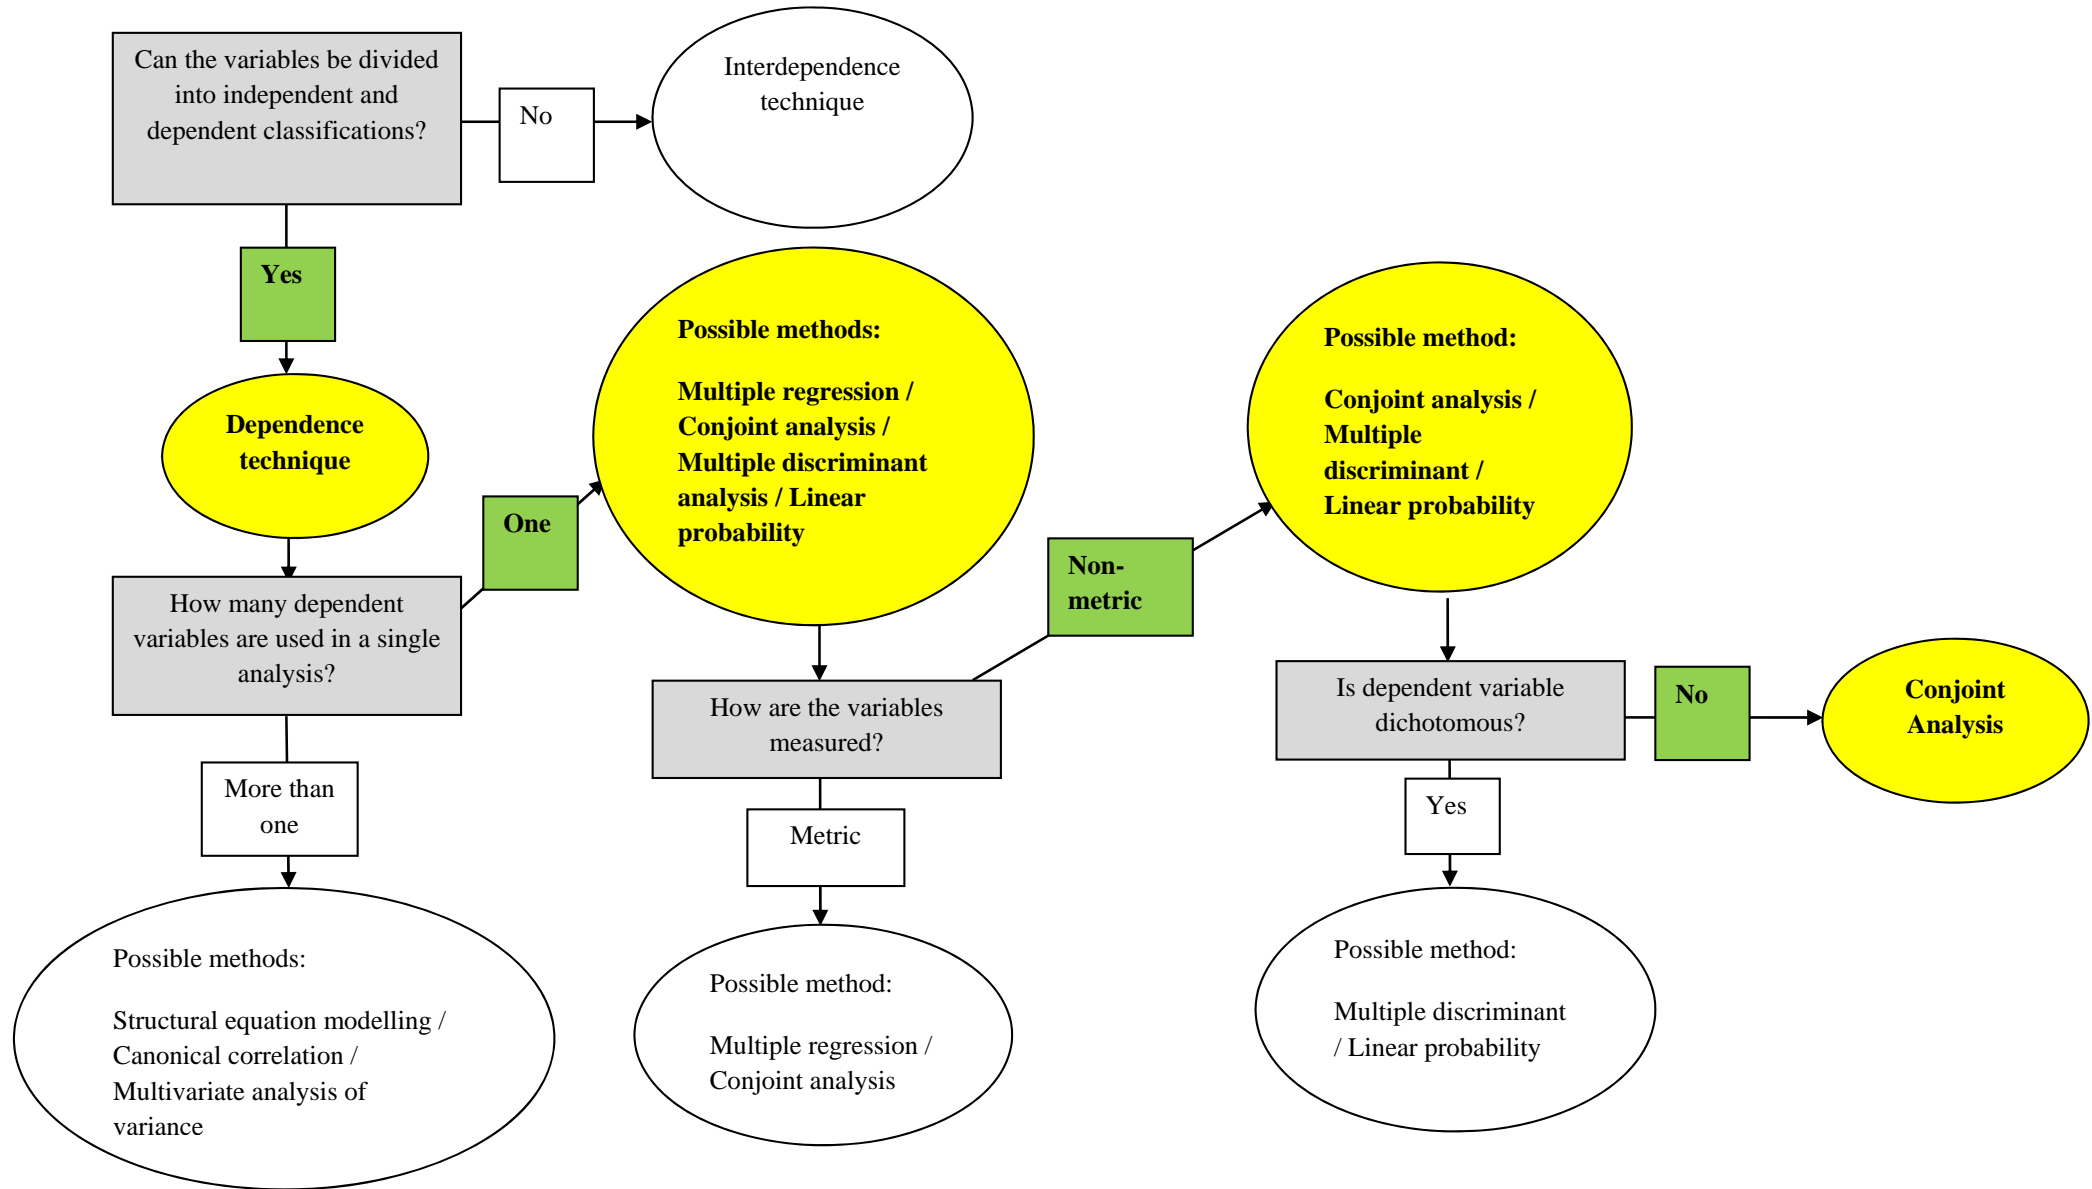 Can the variables be divided
into independent and
dependent classifications?
No
Interdependence
technique
Yes
Dependence
technique
How many dependent
variables are used in a single
analysis?
One
Possible methods:
Multiple regression /
Conjoint analysis /
Multiple discriminant
analysis / Linear
probability
More than
one
Possible methods:
Structural equation modelling /
Canonical correlation /
Multivariate analysis of
variance
How are the variables
measured?
Non-
metric
Possible method:
Conjoint analysis /
Multiple
discriminant /
Linear probability
Metric
Possible method:
Multiple regression /
Conjoint analysis
Is dependent variable
dichotomous?
No
Conjoint
Analysis
Yes
Possible method:
Multiple discriminant
/ Linear probability